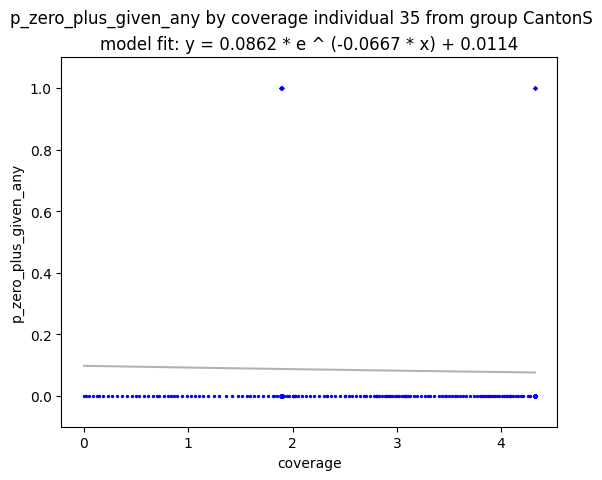 p_zero_plus_given_any by coverage individual 35 from group CantonS
model fit: y = 0.0862 * e ^ (-0.0667 * x) + 0.0114
1.0
0.8
0.6
0.4
0.2
0.0
p_zero_plus_given_any
0 1 2 3 4
coverage